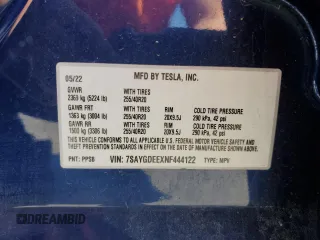 05/22 MFD BY TESLA, INC.
GVWR WITH TIRES
2369 kg (5224 lb) 255/40R20
GAWR FRT WITH TIRES RIM COLD TIRE PRESSURE
1363 kg (3004 lb) 255/40R20 20X9.5J 290 kPa, 42 psi
GAWR RR WITH TIRES RIM COLD TIRE PRESSURE
1500 kg (3306 lb) 255/40R20 20X9.5J 290 kPa, 42 psi
THIS VEHICLE CONFORMS TO ALL APPLICABLE U.S. FEDERAL MOTOR VEHICLE SAFETY AND
THEFT PREVENTION STANDARDS IN EFFECT ON THE DATE OF MANUFACTURE SHOWN ABOVE.
PNT: PPSB VIN: 7SAYGDEEXNF444122 TYPE: MPV
DREAMBID